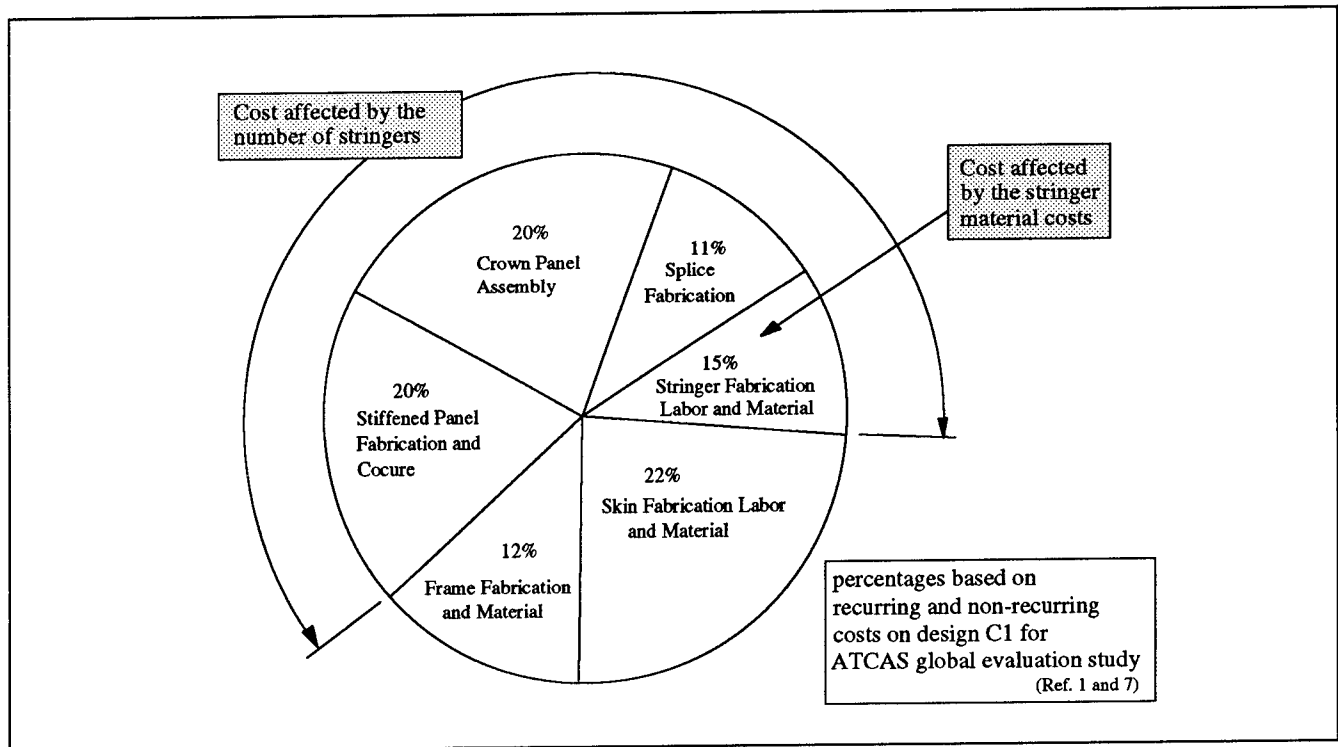 Cost affected by the
number of stringers
Cost affected
by the stringer
material costs
20%
Crown Panel
Assembly
11%
Splice
Fabrication
15%
Stringer Fabrication
Labor and Material
20%
Stiffened Panel
Fabrication and
Cocure
22%
Skin Fabrication Labor
and Material
12%
Frame Fabrication
and Material
percentages based on
recurring and non-recurring
costs on design C1 for
ATCAS global evaluation study
(Ref. 1 and 7)